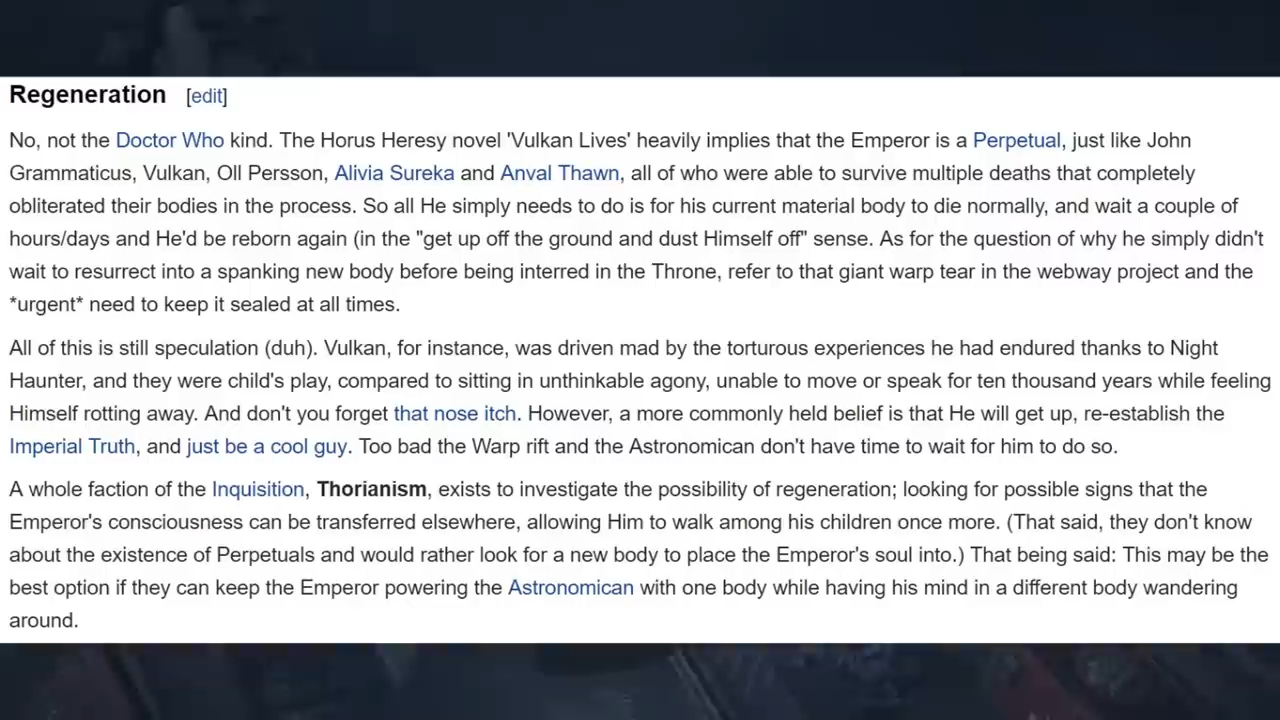 Regeneration [edit]
No, not the Doctor Who kind. The Horus Heresy novel 'Vulkan Lives' heavily implies that the Emperor is a Perpetual, just like John
Grammaticus, Vulkan, Oll Persson, Alivia Sureka and Anval Thawn, all of who were able to survive multiple deaths that completely
obliterated their bodies in the process. So all He simply needs to do is for his current material body to die normally, and wait a couple of
hours/days and He'd be reborn again (in the "get up off the ground and dust Himself off" sense. As for the question of why he simply didn't
wait to resurrect into a spanking new body before being interred in the Throne, refer to that giant warp tear in the webway project and the
*urgent* need to keep it sealed at all times.
All of this is still speculation (duh). Vulkan, for instance, was driven mad by the torturous experiences he had endured thanks to Night
Haunter, and they were child's play, compared to sitting in unthinkable agony, unable to move or speak for ten thousand years while feeling
Himself rotting away. And don't you forget that nose itch. However, a more commonly held belief is that He will get up, re-establish the
Imperial Truth, and just be a cool guy. Too bad the Warp rift and the Astronomican don't have time to wait for him to do so.
A whole faction of the Inquisition, Thorianism, exists to investigate the possibility of regeneration; looking for possible signs that the
Emperor's consciousness can be transferred elsewhere, allowing Him to walk among his children once more. (That said, they don't know
about the existence of Perpetuals and would rather look for a new body to place the Emperor's soul into.) That being said: This may be the
best option if they can keep the Emperor powering the Astronomican with one body while having his mind in a different body wandering
around.